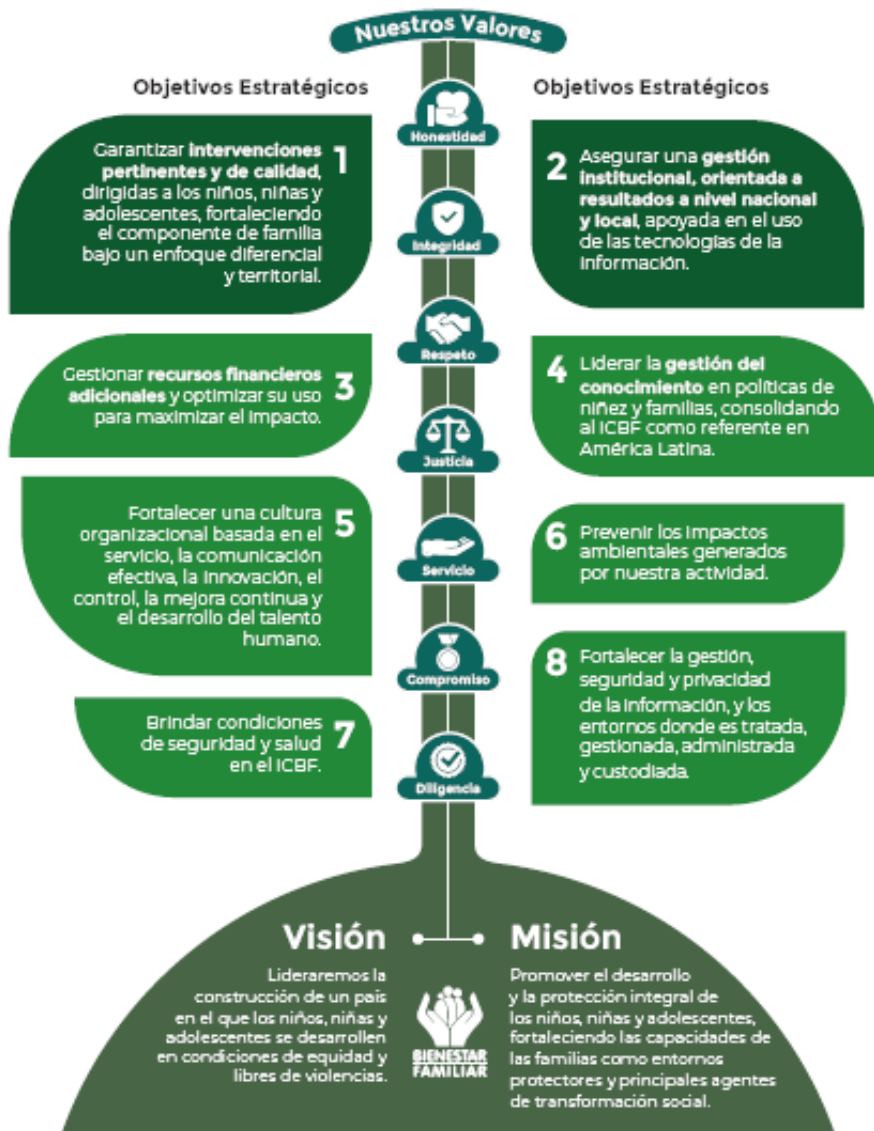 Nuestros Valores
Objetivos Estratégicos
Objetivos Estratégicos
Honestidad
1
Garantizar intervenciones
pertinentes y de calidad,
dirigidas a los niños, niñas y
adolescentes, fortaleciendo
el componente de familia
bajo un enfoque diferencial
y territorial.
2
Asegurar una gestión
institucional, orientada a
resultados a nivel nacional
y local, apoyada en el uso
de las tecnologías de la
información.
Integridad
Respeto
3
Gestionar recursos financieros
adicionales y optimizar su uso
para maximizar el impacto.
4
Liderar la gestión del
conocimiento en políticas de
niñez y familias, consolidando
al ICBF como referente en
América Latina.
Justicia
5
Fortalecer una cultura
organizacional basada en el
servicio, la comunicación
efectiva, la innovación, el
control, la mejora continua y
el desarrollo del talento
humano.
6
Prevenir los impactos
ambientales generados
por nuestra actividad.
Servicio
Compromiso
7
Brindar condiciones
de seguridad y salud
en el ICBF.
8
Fortalecer la gestión,
seguridad y privacidad
de la información, y los
entornos donde es tratada,
gestionada, administrada
y custodiada.
Diligencia
Visión
Lideraremos la
construcción de un país
en el que los niños, niñas y
adolescentes se desarrollen
en condiciones de equidad y
libres de violencias.
BIENESTAR
FAMILIAR
Misión
Promover el desarrollo
y la protección integral de
los niños, niñas y adolescentes,
fortaleciendo las capacidades de
las familias como entornos
protectores y principales agentes
de transformación social.